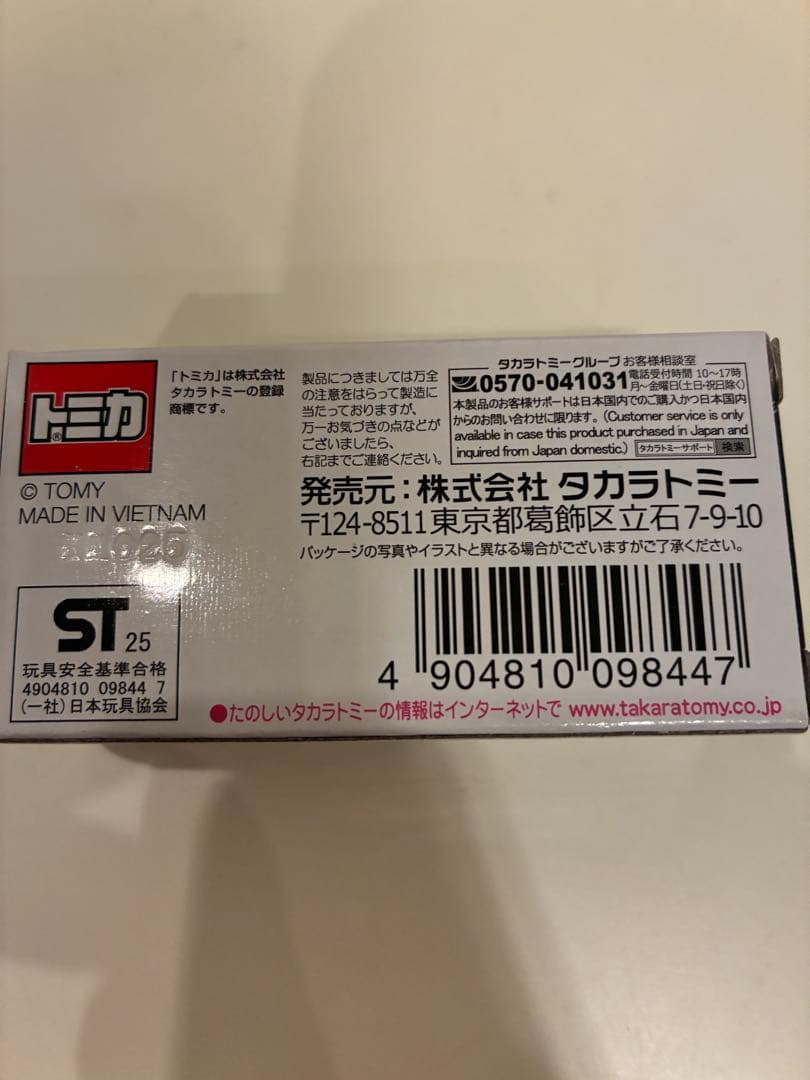 トミカ®
「トミカ」は株式会社
タカラトミーの登録
商標です。
© TOMY
MADE IN VIETNAM
製品につきましては万全
の注意をはらって製造に
当たっておりますが、
万一お気づきの点などが
ございましたら、
右記までご連絡ください。
タカラトミーグループ お客様相談室
0570-041031 電話受付時間 10〜17時
月〜金曜日(土日・祝日除く)
本製品のお客様サポートは日本国内でのご購入かつ日本国内
からのお問い合わせに限ります。(Customer service is only
available in case this product purchased in Japan and
inquired from Japan domestic.) タカラトミーサポート 検索
発売元：株式会社 タカラトミー
〒124-8511 東京都葛飾区立石7-9-10
パッケージの写真やイラストと異なる場合がございますがご了承ください。
ST 25
玩具安全基準合格
4904810 09844 7
(一社)日本玩具協会
4 904810 098447
●たのしいタカラトミーの情報はインターネットで www.takaratomy.co.jp